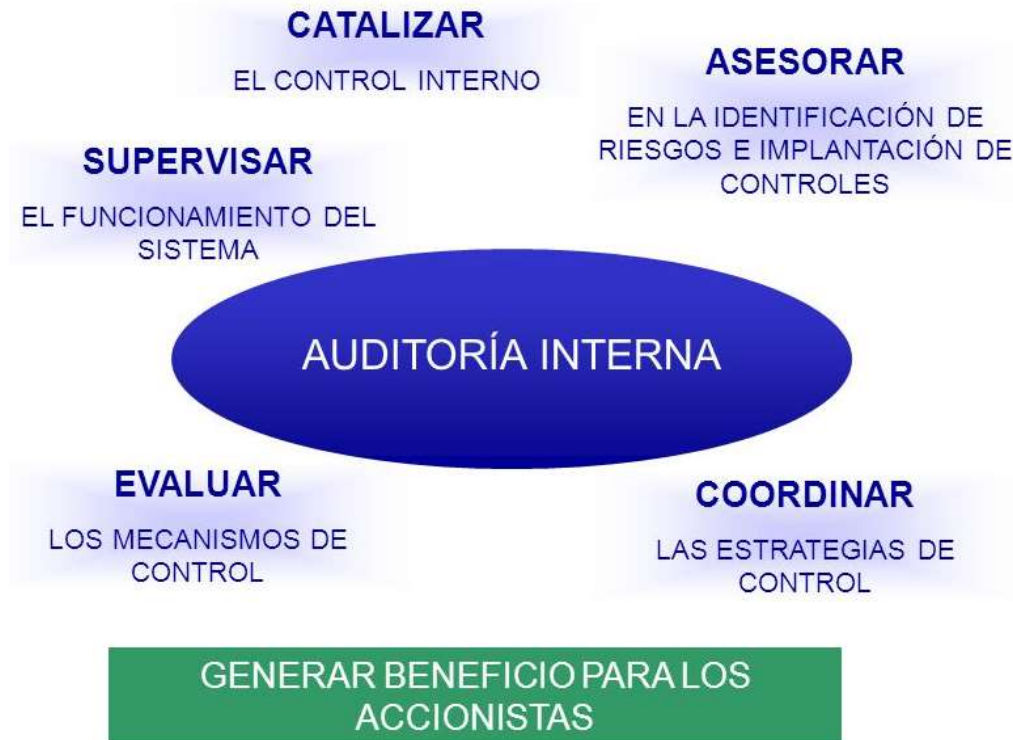 CATALIZAR
EL CONTROL INTERNO
ASESORAR
EN LA IDENTIFICACIÓN DE
RIESGOS E IMPLANTACIÓN DE
CONTROLES
SUPERVISAR
EL FUNCIONAMIENTO DEL
SISTEMA
AUDITORÍA INTERNA
EVALUAR
LOS MECANISMOS DE
CONTROL
COORDINAR
LAS ESTRATEGIAS DE
CONTROL
GENERAR BENEFICIO PARA LOS
ACCIONISTAS